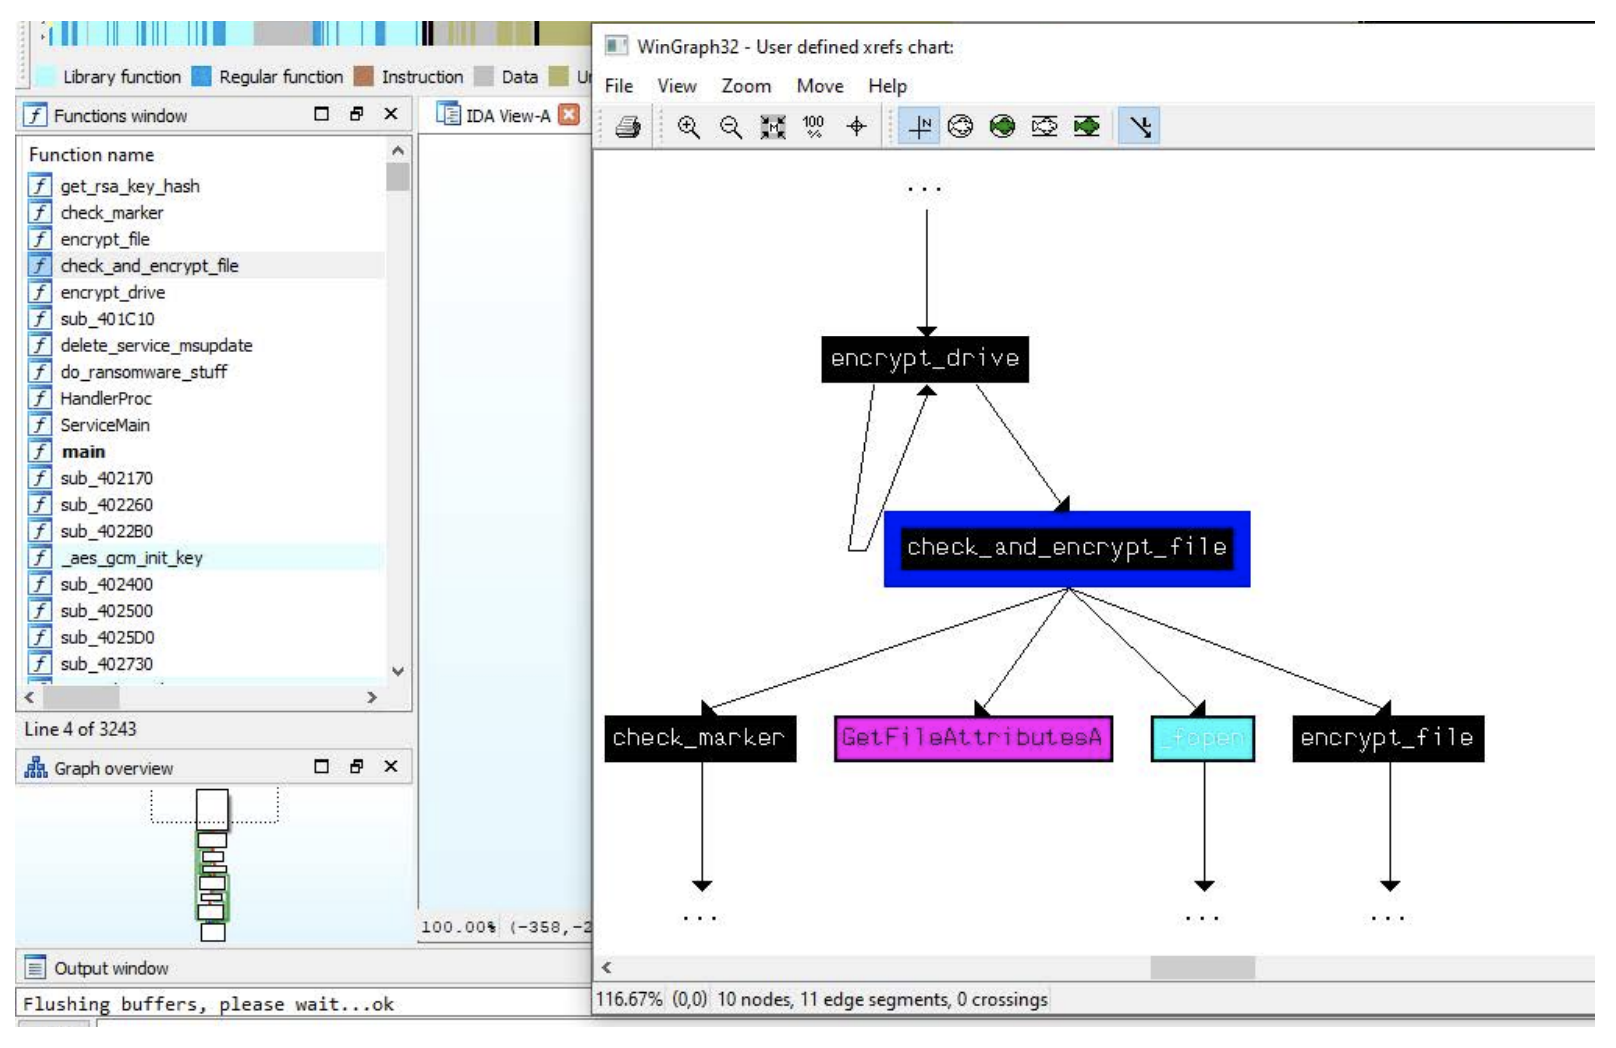 WinGraph32 - User defined xrefs chart:
Library function Regular function Instruction Data
File View Zoom Move Help
Functions window
IDA View-A
100 %
N
Function name
get_rsa_key_hash
check_marker
encrypt_file
check_and_encrypt_file
encrypt_drive
sub_401C10
delete_service_msupdate
do_ransomware_stuff
HandlerProc
ServiceMain
main
sub_402170
sub_402260
sub_4022B0
_aes_gcm_init_key
sub_402400
sub_402500
sub_4025D0
sub_402730
Line 4 of 3243
Graph overview
100.00% (-358,-2
Output window
Flushing buffers, please wait...ok
...
encrypt_drive
check_and_encrypt_file
check_marker GetFileAttributesA _fopen encrypt_file
... ... ...
116.67% (0,0) 10 nodes, 11 edge segments, 0 crossings